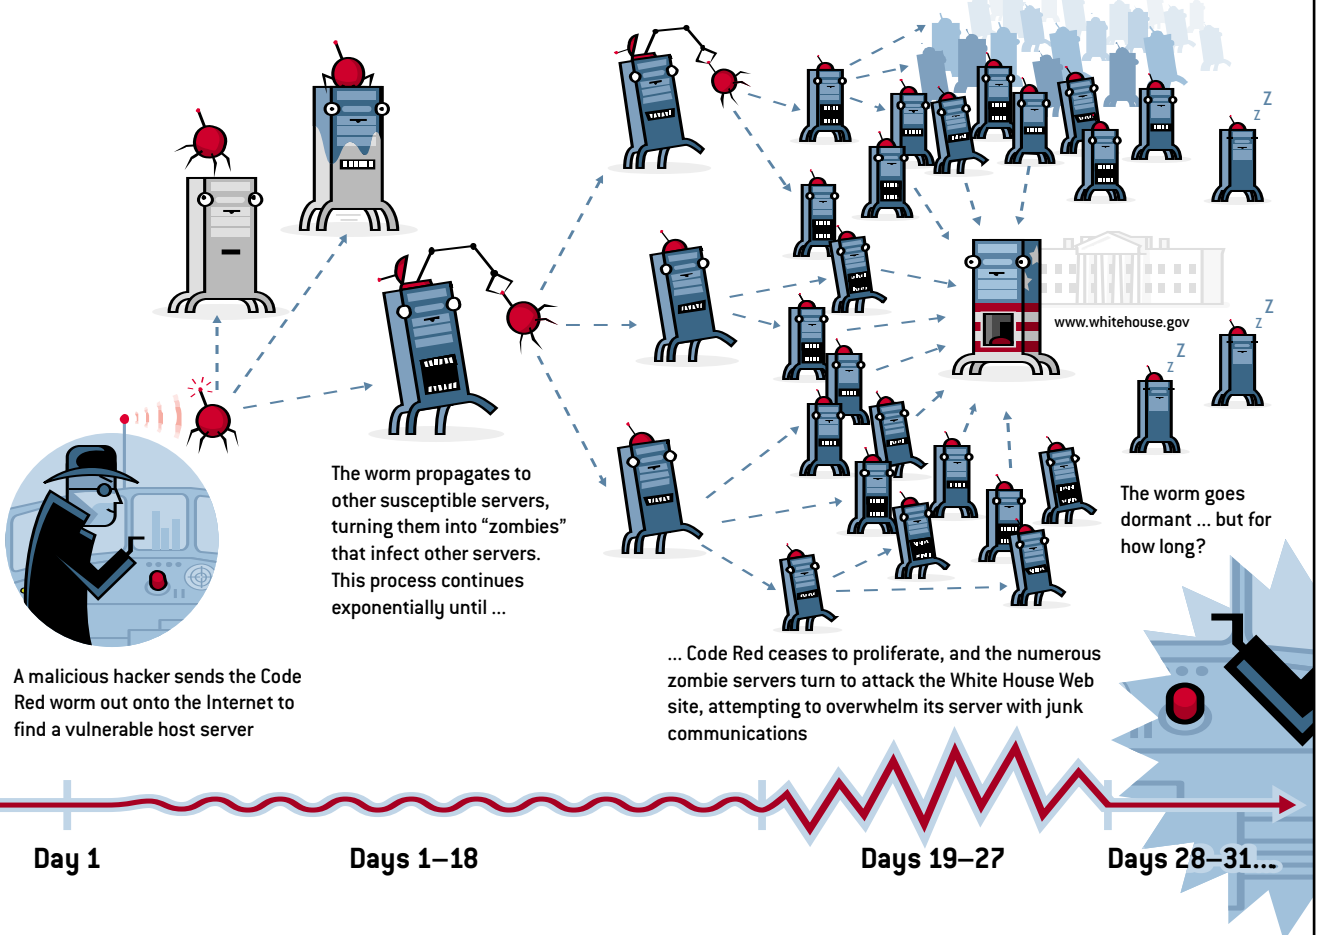 z
Z
www.whitehouse.gov
z
Z
z
Z
The worm propagates to
other susceptible servers,
turning them into “zombies”
that infect other servers.
This process continues
exponentially until ...
The worm goes
dormant ... but for
how long?
A malicious hacker sends the Code
Red worm out onto the Internet to
find a vulnerable host server
... Code Red ceases to proliferate, and the numerous
zombie servers turn to attack the White House Web
site, attempting to overwhelm its server with junk
communications
Day 1
Days 1–18
Days 19–27
Days 28–31...